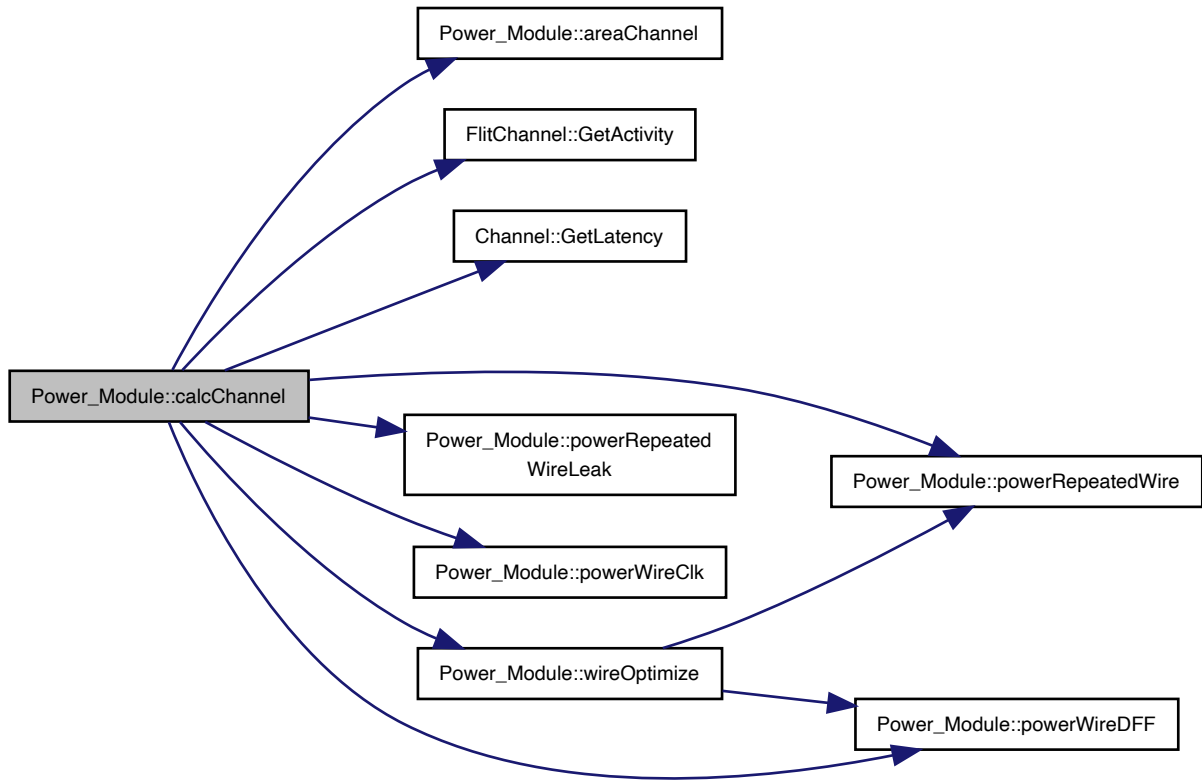 Power_Module::areaChannel
FlitChannel::GetActivity
Channel::GetLatency
Power_Module::calcChannel
Power_Module::powerRepeated
WireLeak
Power_Module::powerRepeatedWire
Power_Module::powerWireClk
Power_Module::wireOptimize
Power_Module::powerWireDFF